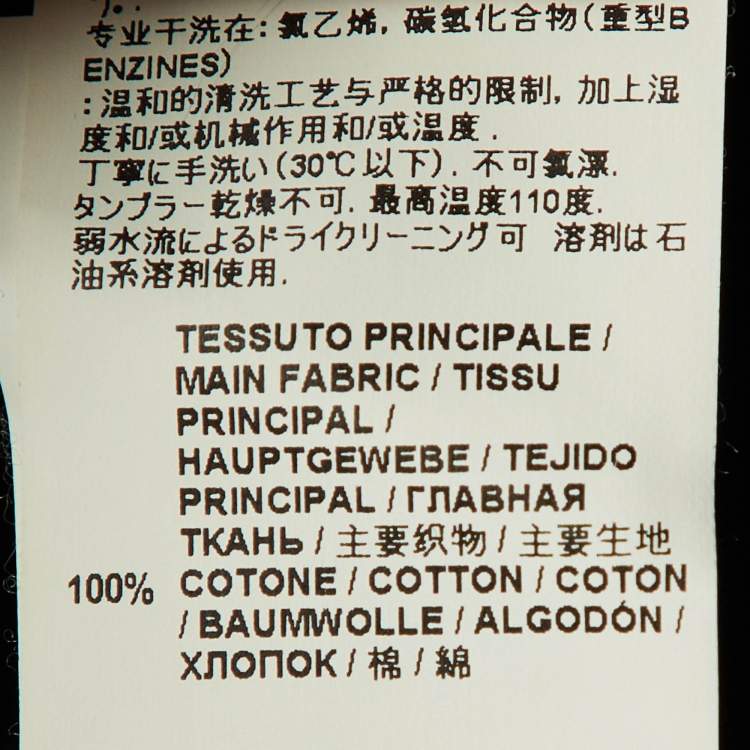 专业干洗在: 氯乙烯, 碳氢化合物(重型B
ENZINES)
: 温和的清洗工艺与严格的限制, 加上湿
度和/或机械作用和/或温度 .
丁寧に手洗い (30℃以下) . 不可氯漂.
タンブラー乾燥不可. 最高温度110度.
弱水流によるドライクリーニング可 溶剤は石
油系溶剤使用.
TESSUTO PRINCIPALE /
MAIN FABRIC / TISSU
PRINCIPAL /
HAUPTGEWEBE / TEJIDO
PRINCIPAL / ГЛАВНАЯ
ТКАНЬ / 主要织物 / 主要生地
100% COTONE / COTTON / COTON
/ BAUMWOLLE / ALGODÓN /
ХЛОПОК / 棉 / 綿